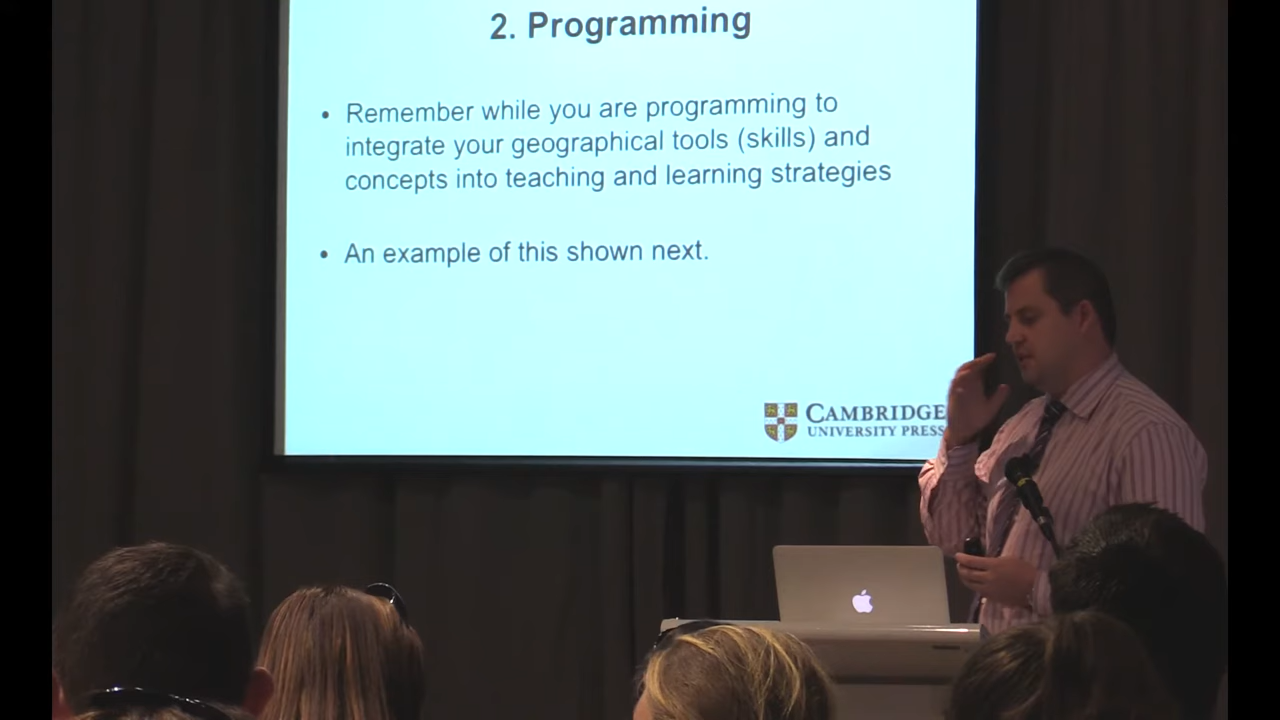 2. Programming
• Remember while you are programming to
integrate your geographical tools (skills) and
concepts into teaching and learning strategies
• An example of this shown next.
CAMBRIDGE
UNIVERSITY PRESS